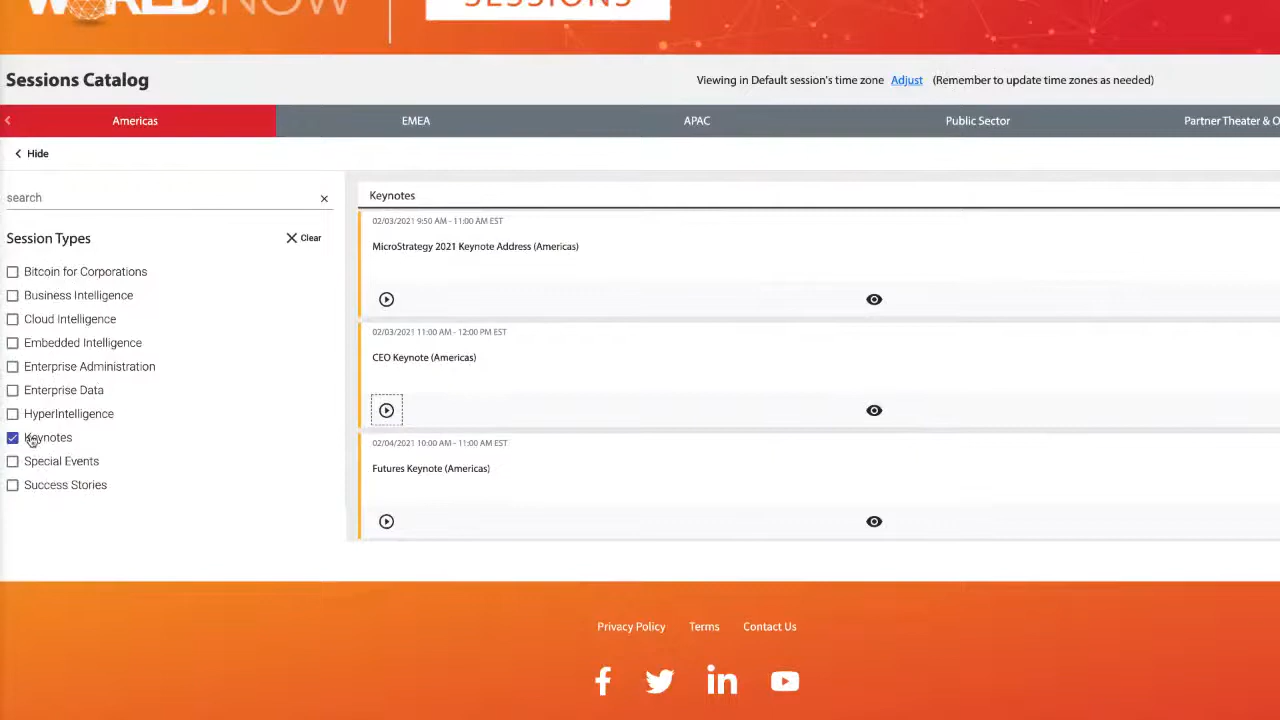 WORLD.NOW
SESSIONS
Sessions Catalog
Viewing in Default session's time zone Adjust (Remember to update time zones as needed)
Americas
EMEA
APAC
Public Sector
Partner Theater & O
Hide
search
Session Types
Clear
Bitcoin for Corporations
Business Intelligence
Cloud Intelligence
Embedded Intelligence
Enterprise Administration
Enterprise Data
HyperIntelligence
Keynotes
Special Events
Success Stories
Keynotes
02/03/2021 9:50 AM - 11:00 AM EST
MicroStrategy 2021 Keynote Address (Americas)
02/03/2021 11:00 AM - 12:00 PM EST
CEO Keynote (Americas)
02/04/2021 10:00 AM - 11:00 AM EST
Futures Keynote (Americas)
Privacy Policy Terms Contact Us